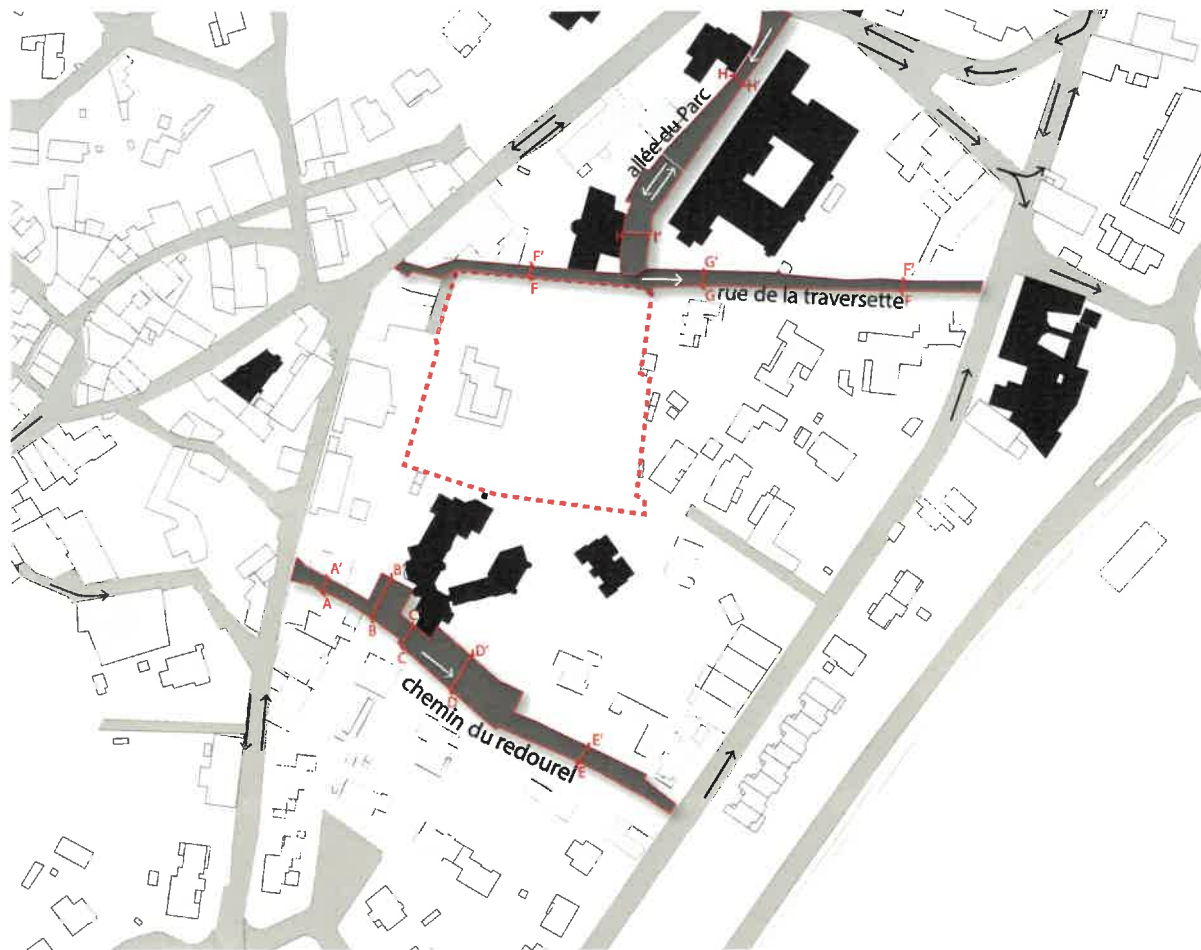 H
H'
allée du Parc
I'
F'
F
G'
G
F'
F
rue de la traversette
A'
A
B'
B
C'
C
D'
D
chemin du redourel
E'
E